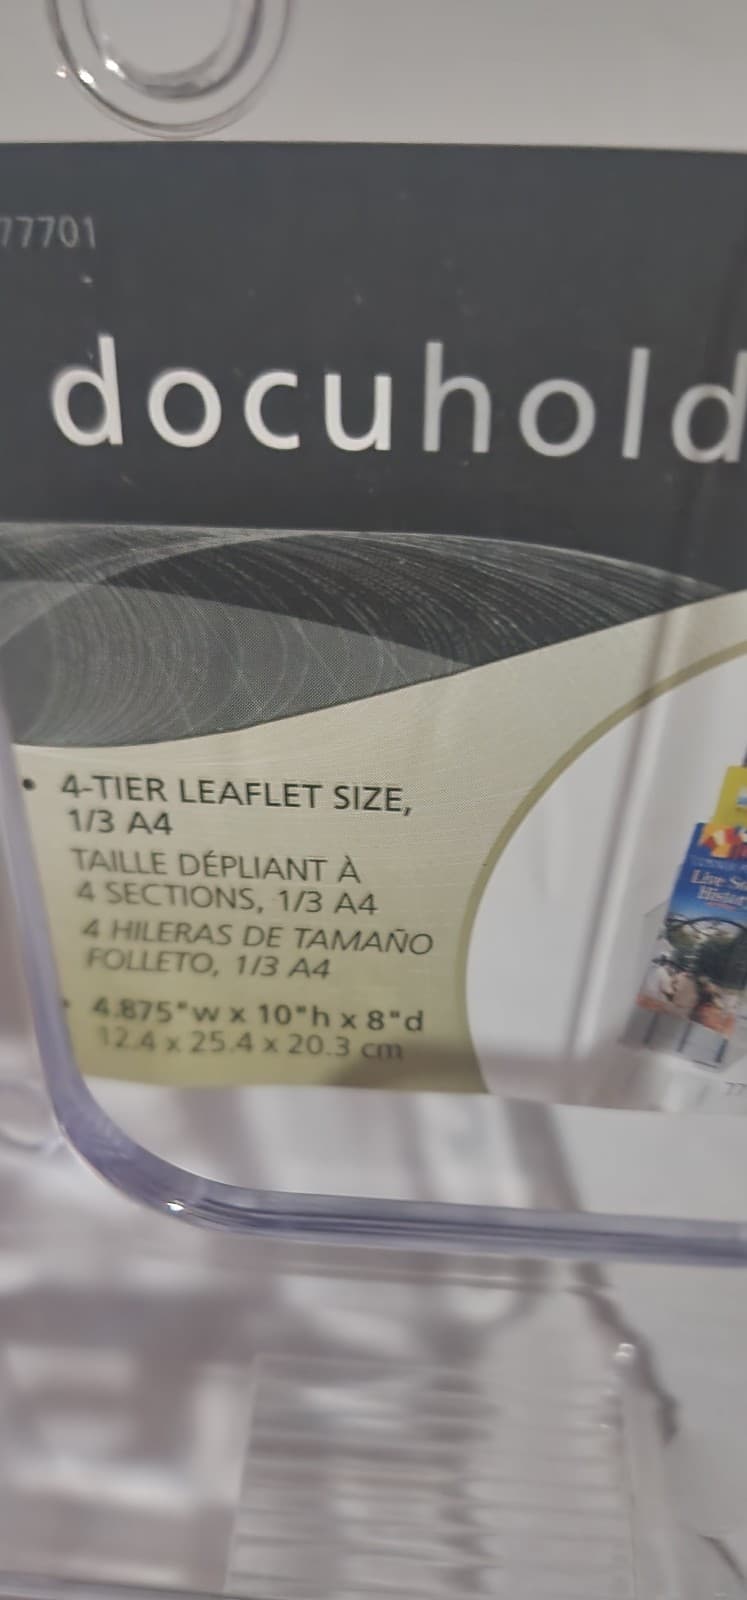 77701
docuhold
• 4-TIER LEAFLET SIZE,
1/3 A4
TAILLE DÉPLIANT À
4 SECTIONS, 1/3 A4
4 HILERAS DE TAMAÑO
FOLLETO, 1/3 A4
• 4.875"w x 10"h x 8"d
12.4 x 25.4 x 20.3 cm
Live